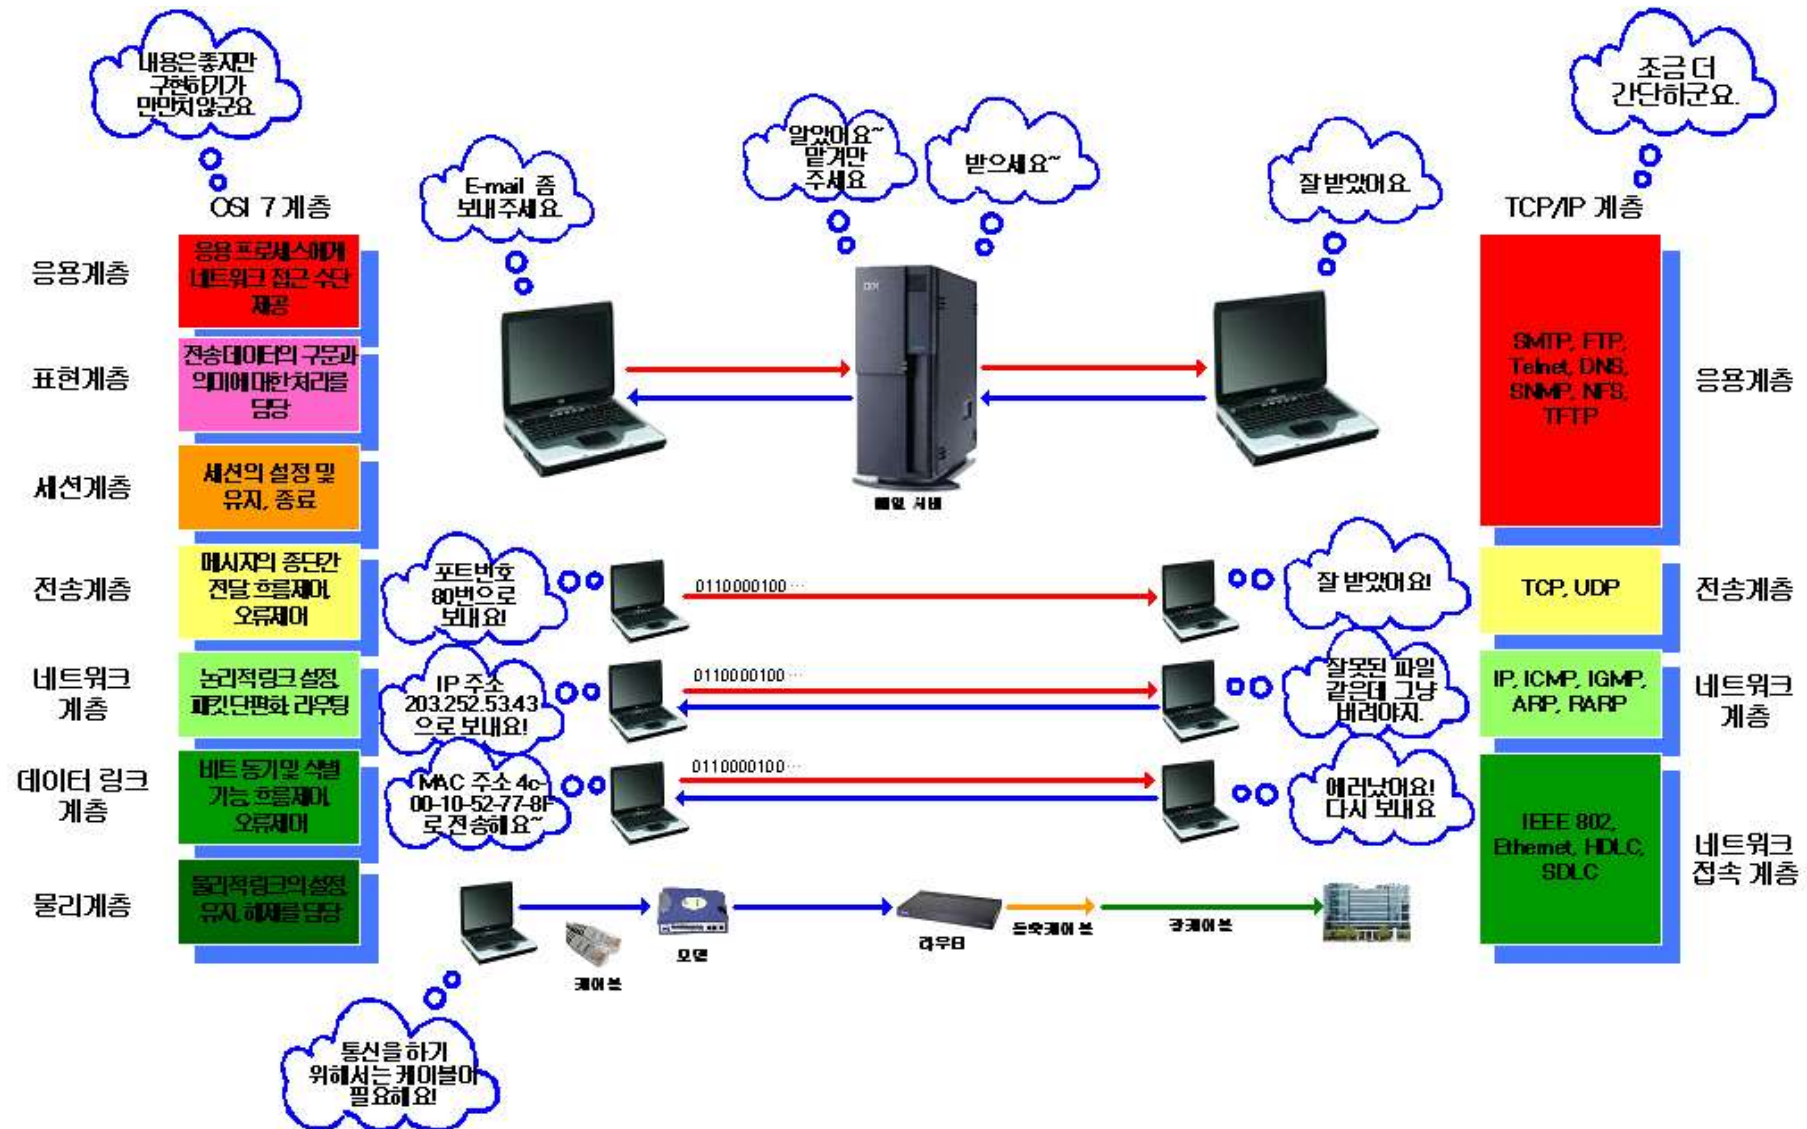 내용은 좋지만
구현하기가
만만치 않군요.
조금 더
간단하군요.
E-mail 좀
보내 주세요.
알았어요~
맡겨만
주세요
받으세요~
잘 받았어요.
OSI 7 계층
TCP/IP 계층
응용계층
응용 프로세스에게
네트워크 접근 수단
제공
표현계층
전송 데이터의 구문과
의미에 대한 처리를
담당
세션계층
세션의 설정 및
유지, 종료
메일 서버
SMTP, FTP,
Telnet, DNS,
SNMP, NFS,
TFTP
응용계층
전송계층
메시지의 종단간
전달, 흐름제어,
오류제어
포트번호
80번으로
보내요!
0110000100 …
잘 받았어요!
TCP, UDP
전송계층
네트워크
계층
논리적 링크 설정,
패킷 단편화, 라우팅
IP 주소
203.252.53.43
으로 보내요!
0110000100 …
잘못된 파일
같은데 그냥
버려야지.
IP, ICMP, IGMP,
ARP, RARP
네트워크
계층
데이터 링크
계층
비트 동기 및 식별
기능, 흐름제어,
오류제어
MAC 주소 4c-
00-10-52-77-8F
로 전송해요~
0110000100 …
에러났어요!
다시 보내요
IEEE 802,
Ethernet, HDLC,
SDLC
네트워크
접속 계층
물리계층
물리적 링크의 설정,
유지, 해제를 담당
케이블
모뎀
라우터
동축케이블
광케이블
통신을 하기
위해서는 케이블이
필요해요!